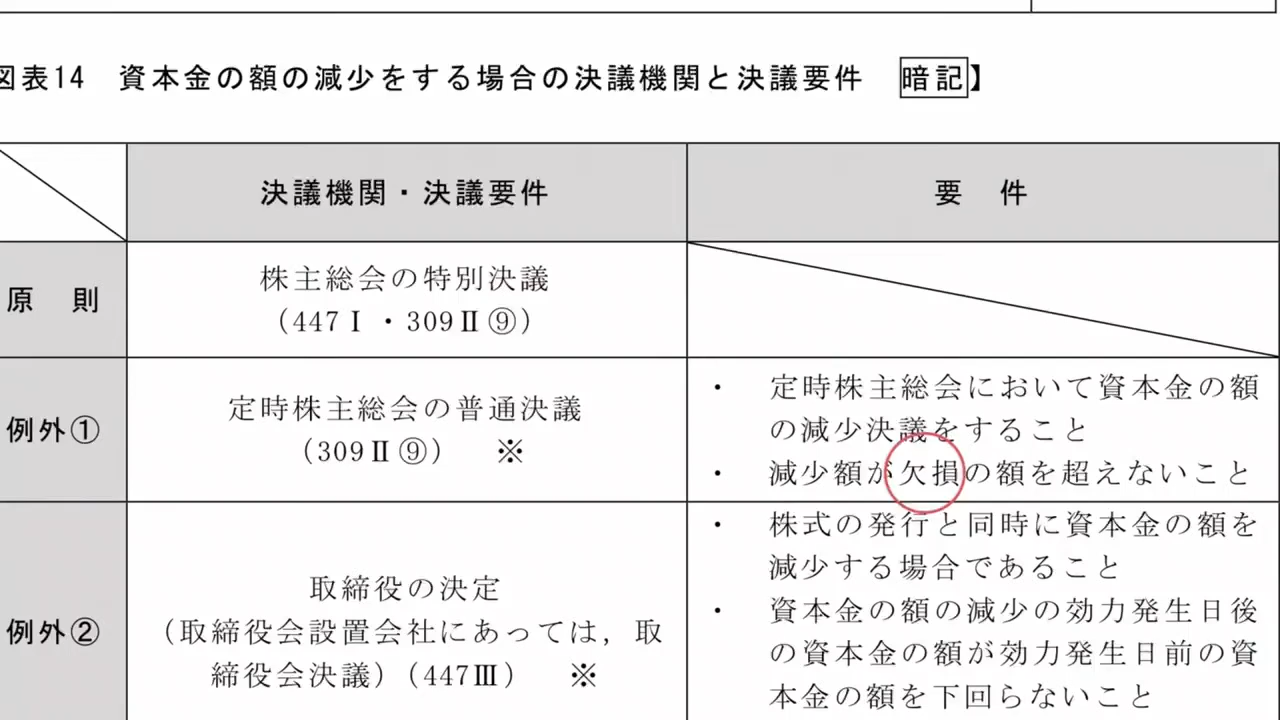 図表14 資本金の額の減少をする場合の決議機関と決議要件 暗記】
決議機関・決議要件
要 件
原 則
株主総会の特別決議
（447Ⅰ・309Ⅱ⑨）
例外①
定時株主総会の普通決議
（309Ⅱ⑨） ※
・ 定時株主総会において資本金の額
の減少決議をすること
・ 減少額が欠損の額を超えないこと
例外②
取締役の決定
（取締役会設置会社にあっては，取
締役会決議）（447Ⅲ） ※
・ 株式の発行と同時に資本金の額を
減少する場合であること
・ 資本金の額の減少の効力発生日後
の資本金の額が効力発生日前の資
本金の額を下回らないこと